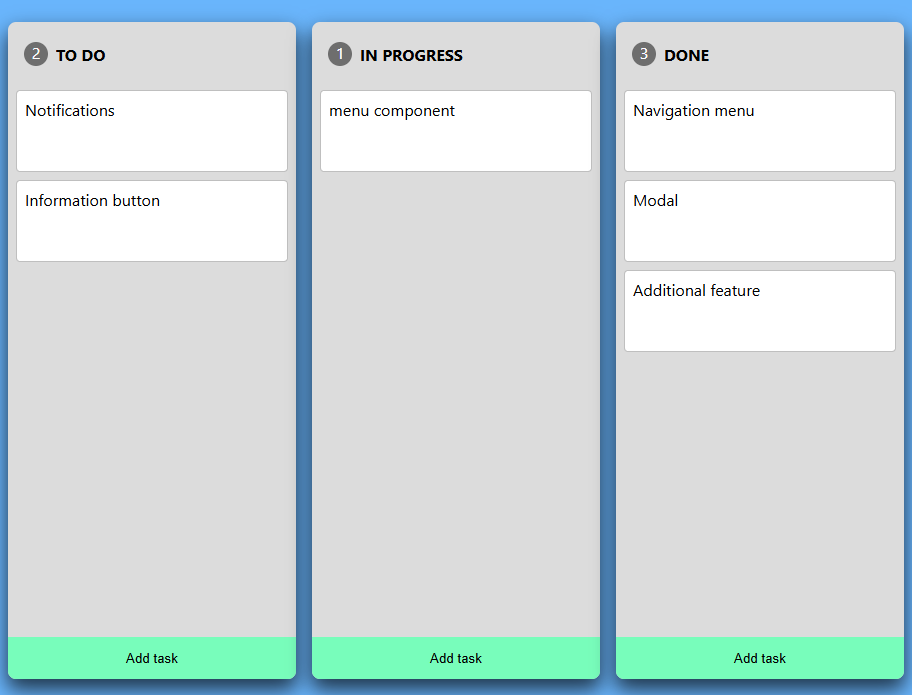 2 TO DO
Notifications
Information button
Add task
1 IN PROGRESS
menu component
Add task
3 DONE
Navigation menu
Modal
Additional feature
Add task